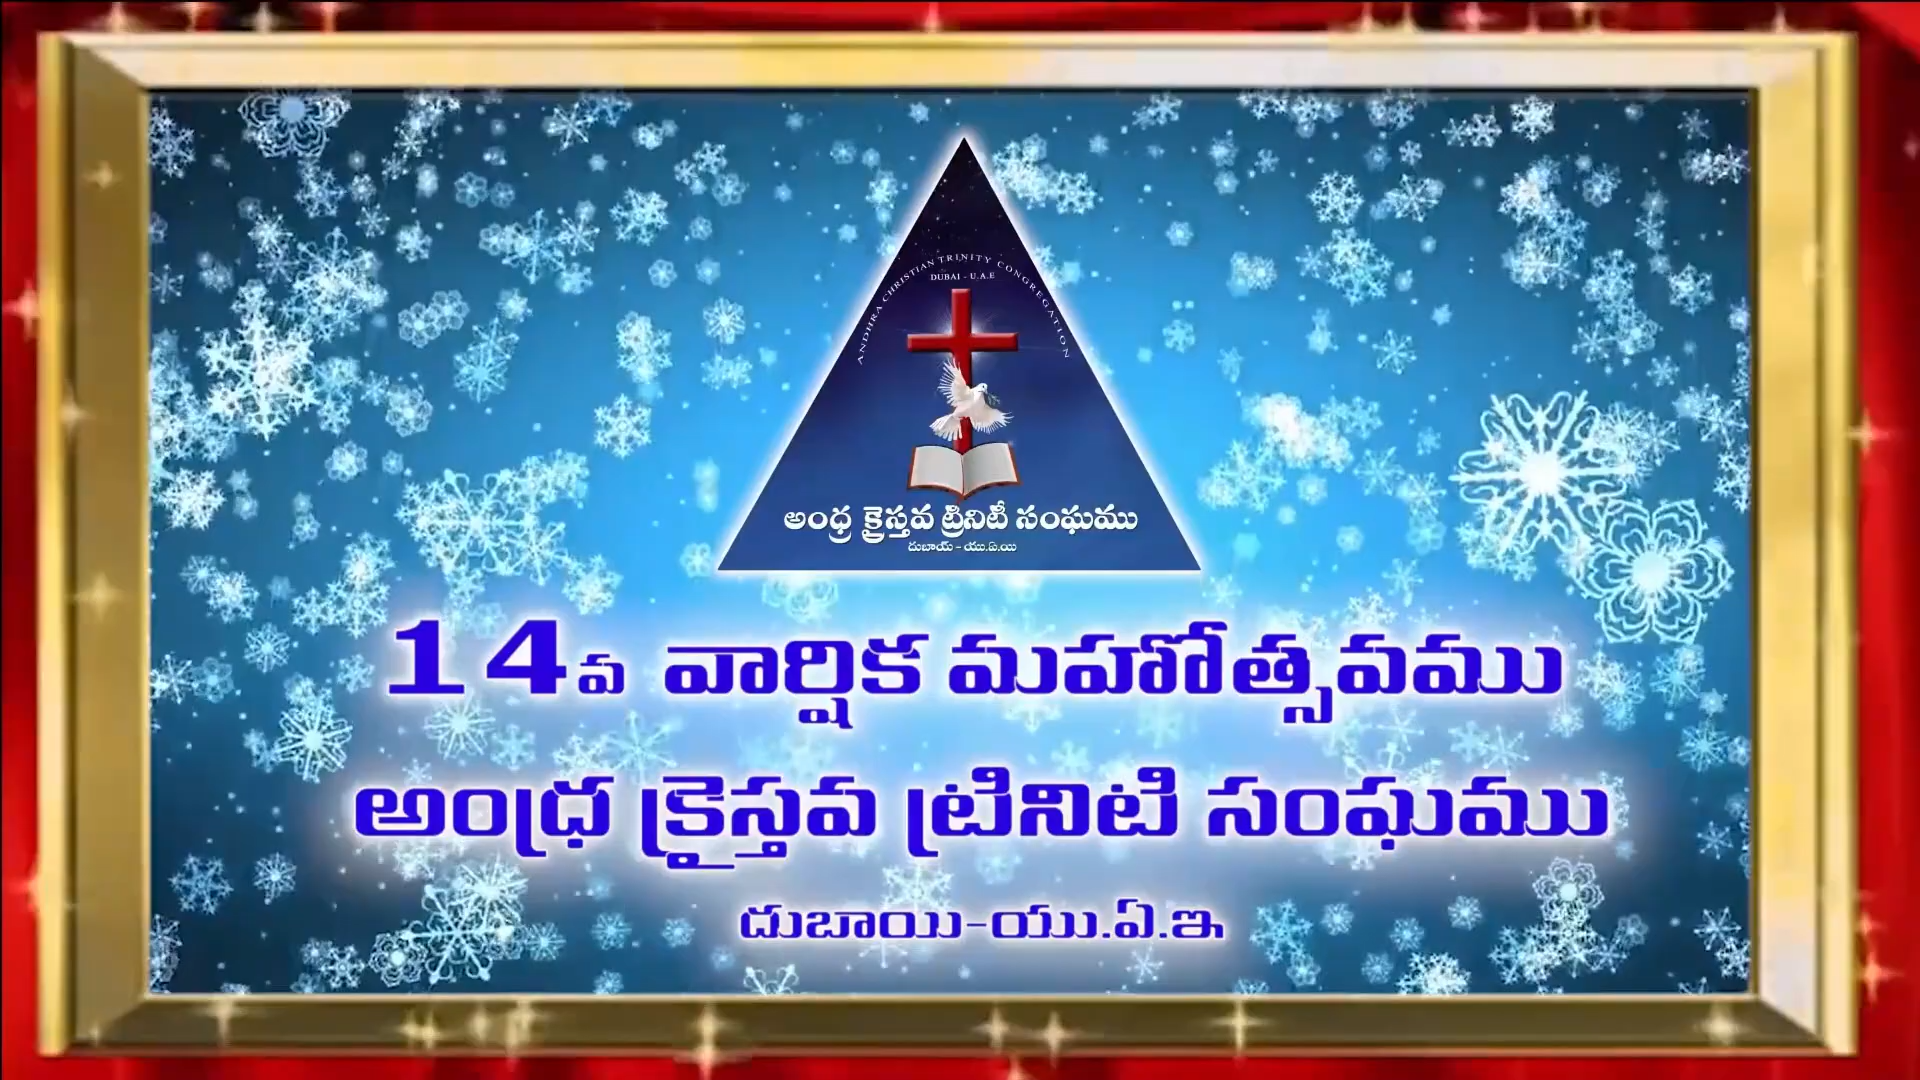 ANDHRA CHRISTIAN TRINITY CONGREGATION
DUBAI - U.A.E
అంధ్ర క్రైస్తవ ట్రినిటీ సంఘము
దుబాయ్ - యు.ఏ.యి
14వ వార్షిక మహోత్సవము
అంధ్ర క్రైస్తవ ట్రినిటి సంఘము
దుబాయి-యు.ఏ.ఇ